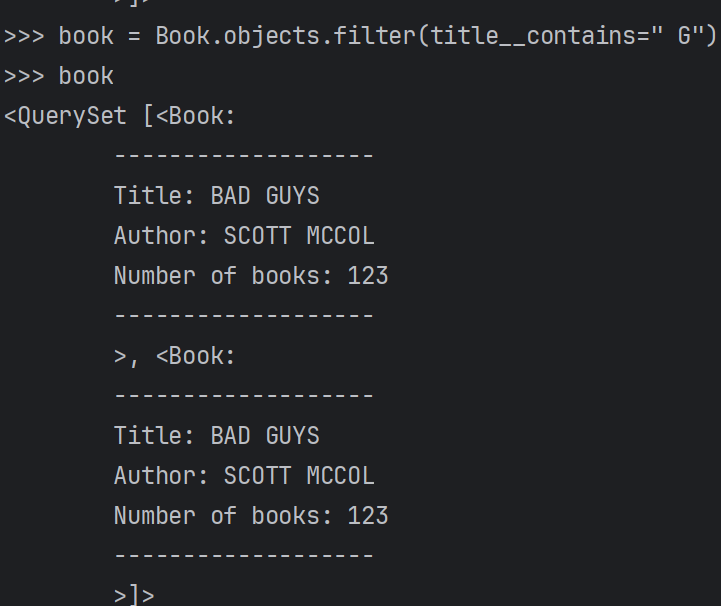 >]>
>>> book = Book.objects.filter(title__contains=" G")
>>> book
<QuerySet [<Book:
-------------------
Title: BAD GUYS
Author: SCOTT MCCOL
Number of books: 123
-------------------
>, <Book:
-------------------
Title: BAD GUYS
Author: SCOTT MCCOL
Number of books: 123
-------------------
>]>